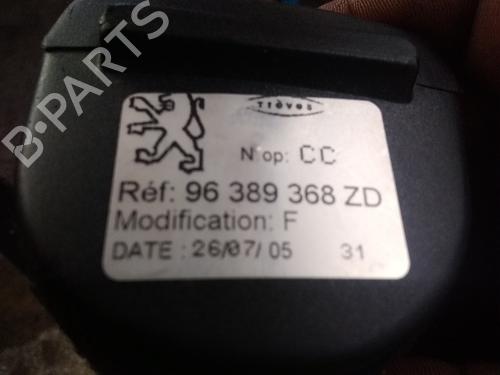 Trèves
N°op: CC
Réf: 96 389 368 ZD
Modification: F
DATE : 26/07/05 31
B-PARTS